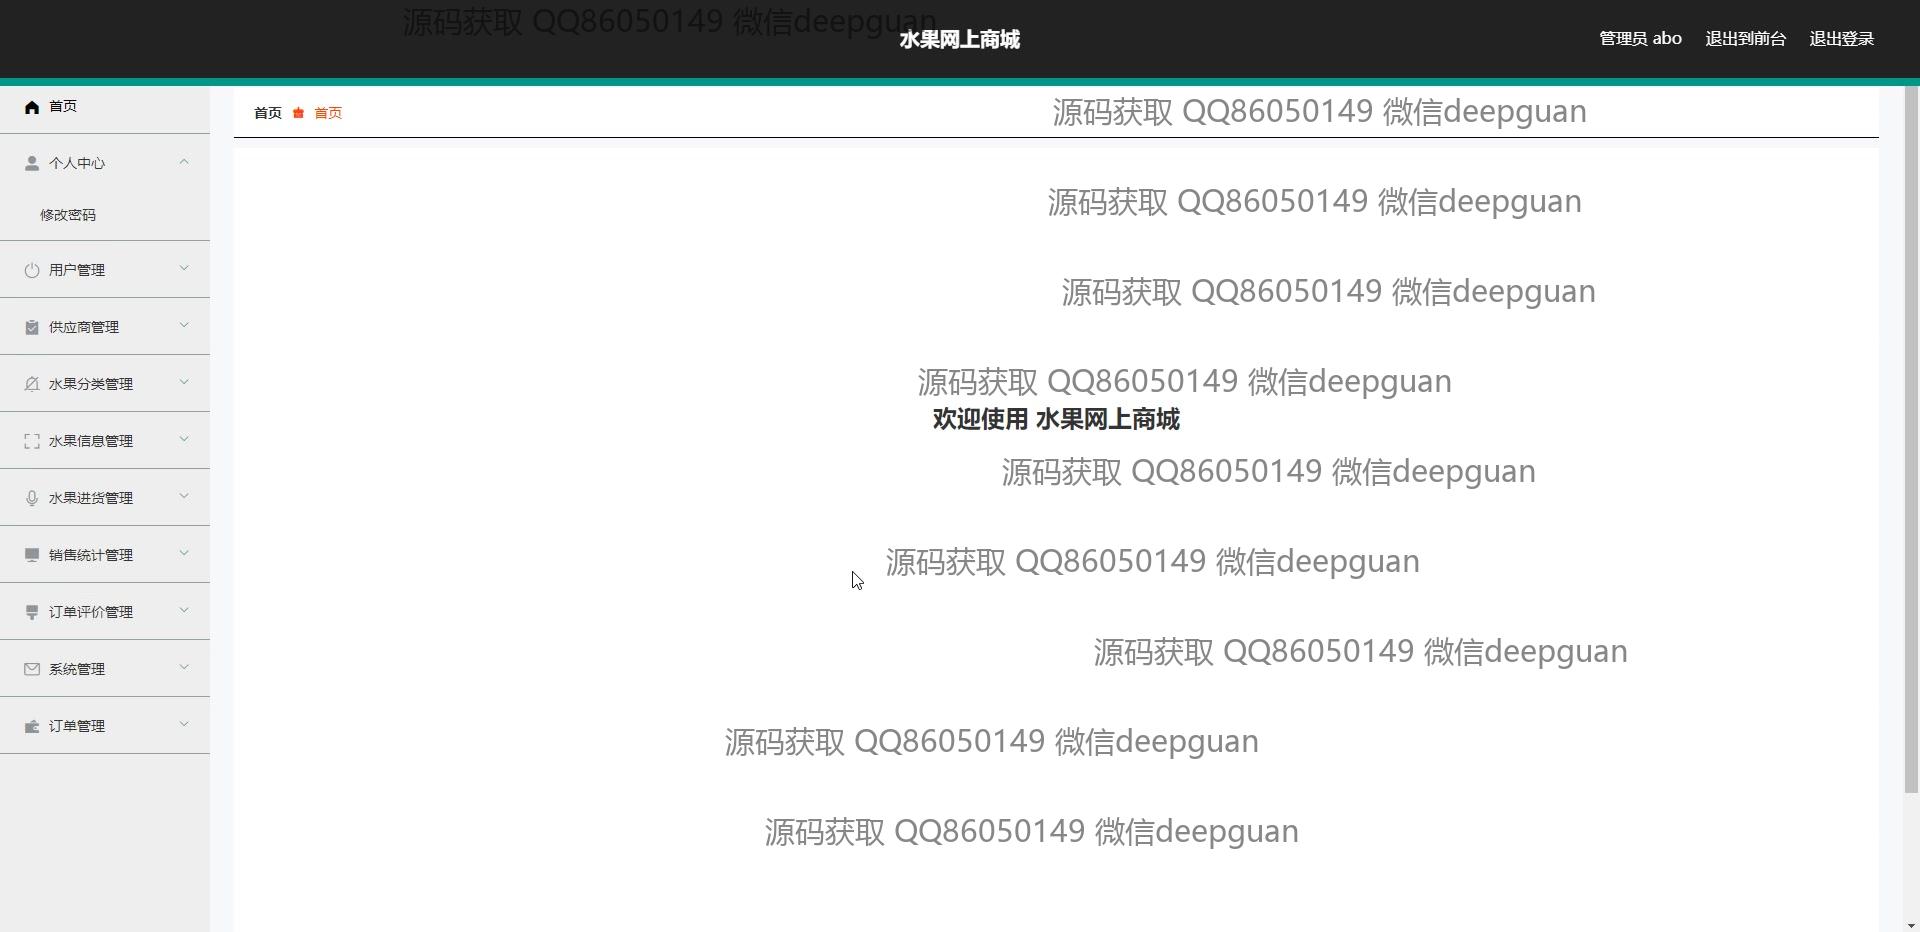 源码获取 QQ86050149 微信deepguan
水果网上商城
管理员 abo 退出到前台 退出登录
首页
首页 首页
源码获取 QQ86050149 微信deepguan
个人中心
修改密码
源码获取 QQ86050149 微信deepguan
用户管理
源码获取 QQ86050149 微信deepguan
供应商管理
水果分类管理
源码获取 QQ86050149 微信deepguan
欢迎使用 水果网上商城
水果信息管理
源码获取 QQ86050149 微信deepguan
水果进货管理
销售统计管理
源码获取 QQ86050149 微信deepguan
订单评价管理
源码获取 QQ86050149 微信deepguan
系统管理
订单管理
源码获取 QQ86050149 微信deepguan
源码获取 QQ86050149 微信deepguan